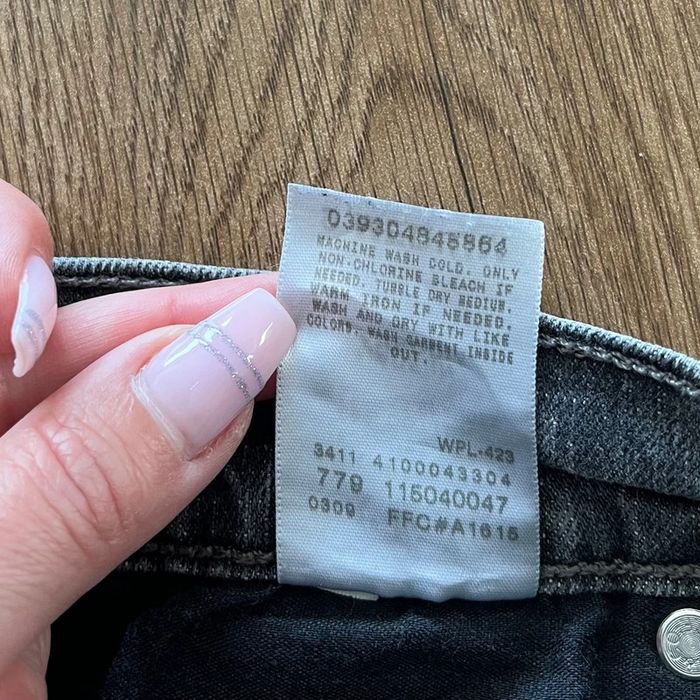 039304845864
MACHINE WASH COLD. ONLY
NON-CHLORINE BLEACH IF
NEEDED. TUMBLE DRY MEDIUM.
WARM IRON IF NEEDED.
WASH AND DRY WITH LIKE
COLORS. WASH GARMENT INSIDE
OUT.
WPL-423
3411 4100043304
779 115040047
0309 FFC#A1615